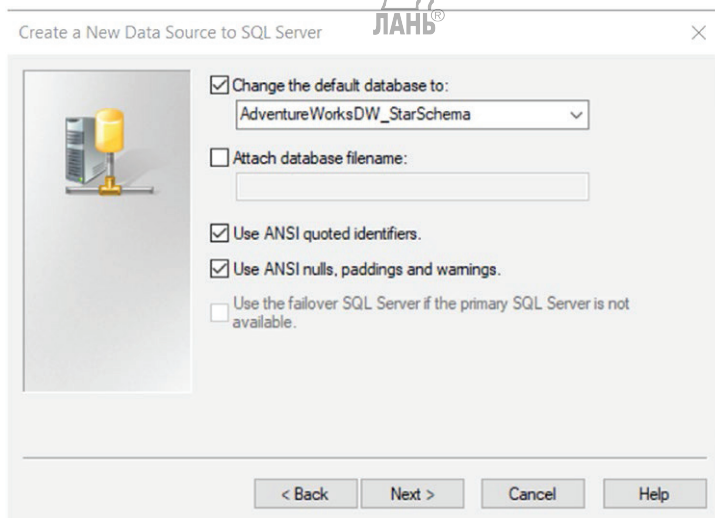 ЛАНЬ®
Create a New Data Source to SQL Server
Change the default database to:
AdventureWorksDW_StarSchema
Attach database filename:
Use ANSI quoted identifiers.
Use ANSI nulls, paddings and warnings.
Use the failover SQL Server if the primary SQL Server is not
available.
< Back
Next >
Cancel
Help